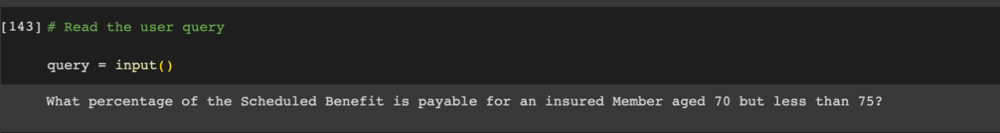 [143] # Read the user query
query = input()
What percentage of the Scheduled Benefit is payable for an insured Member aged 70 but less than 75?